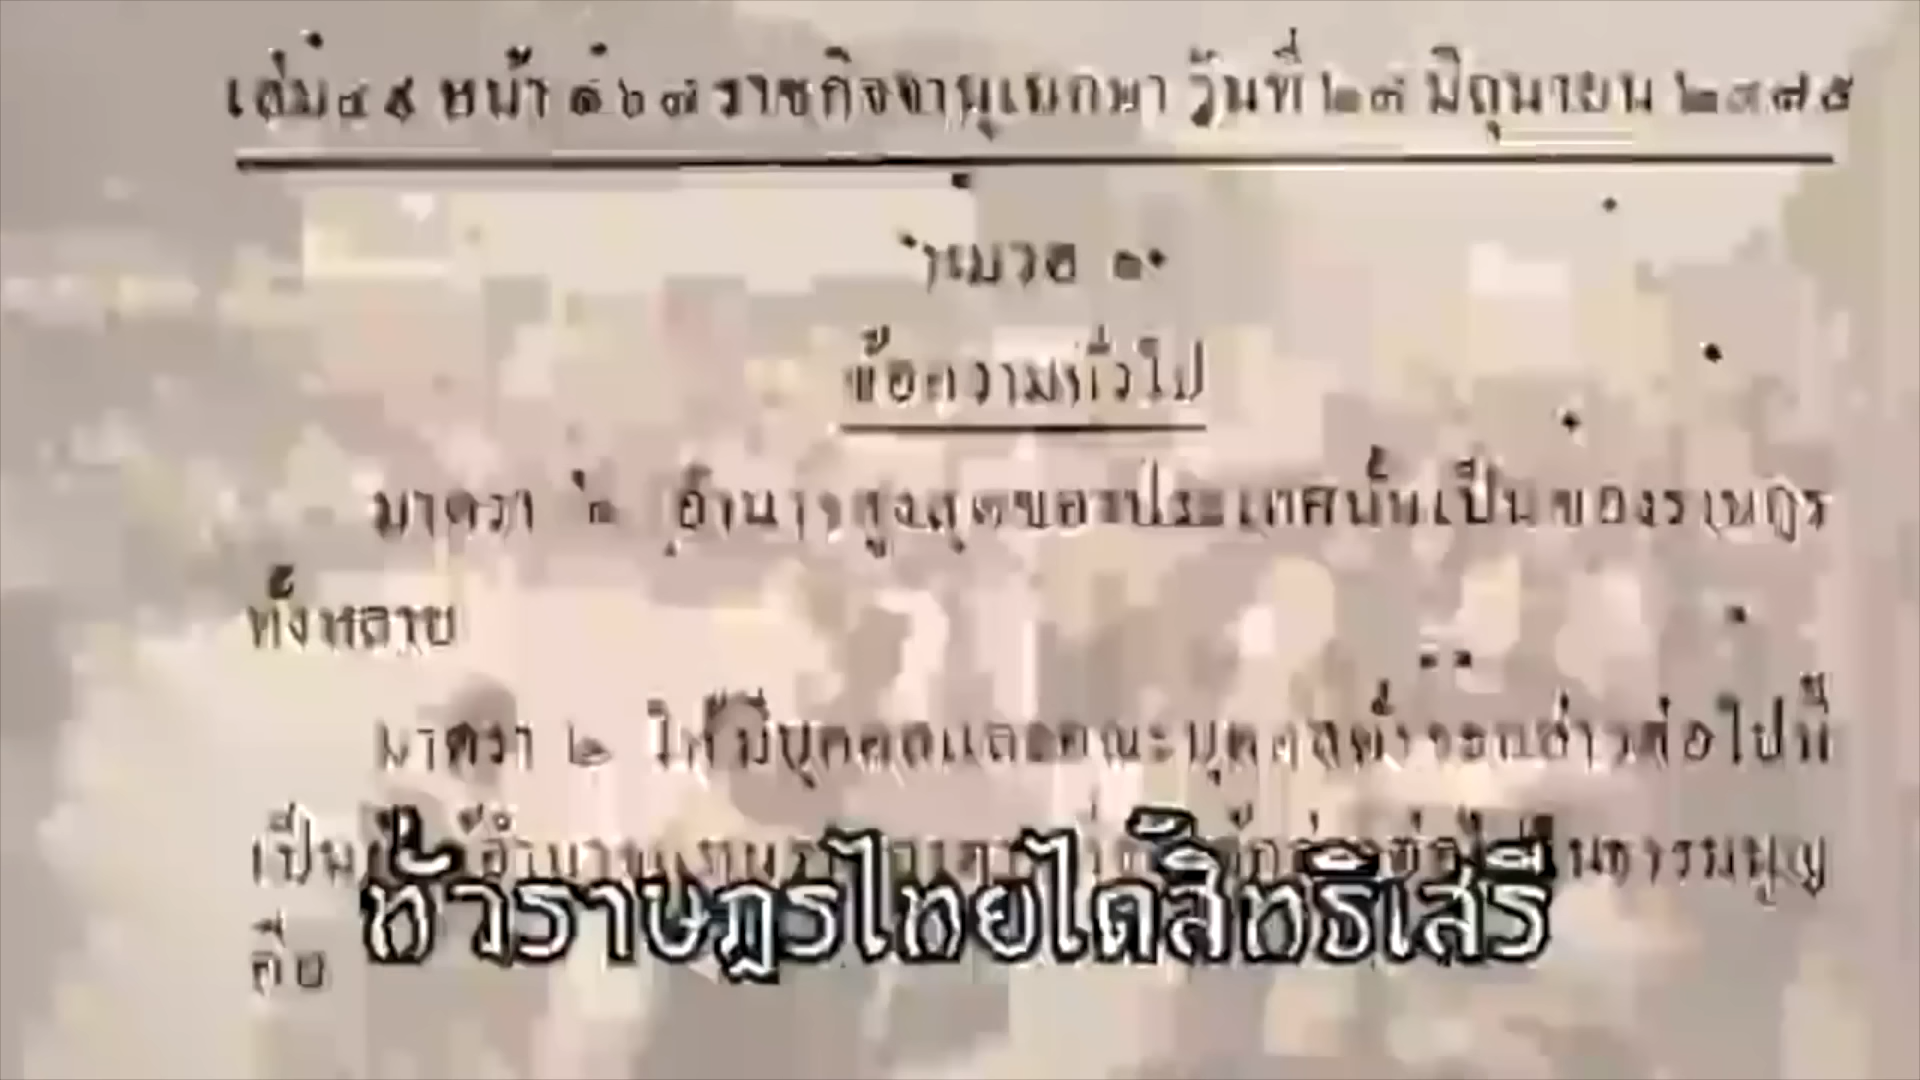 เล่ม ๔๙ หน้า ๑๖๗ ราชกิจจานุเบกษา วันที่ ๒๗ มิถุนายน ๒๔๗๕
หมวด ๑
ข้อความทั่วไป
มาตรา ๑ อำนาจสูงสุดของประเทศนั้นเป็นของราษฎร
ทั้งหลาย
มาตรา ๒ ให้มีบุคคลและคณะบุคคลดั่งจะกล่าวต่อไปนี้
เป็น
คือ
ทั่วราษฎรไทยได้สิทธิเสรี